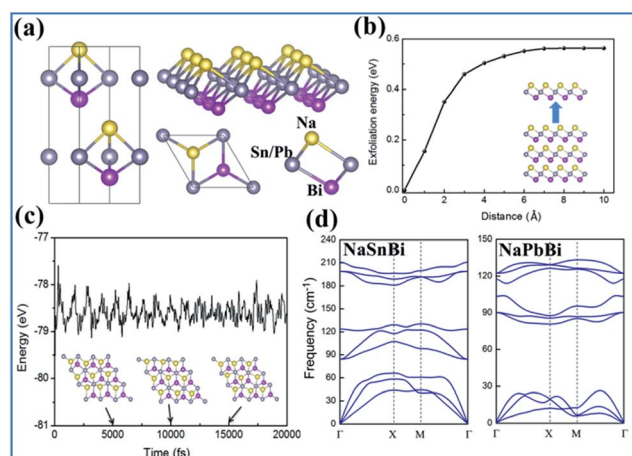 (a)
Na
Sn/Pb
Bi
(b)
Exfoliation energy (eV)
0.6
0.4
0.2
0.0
0 2 4 6 8 10
Distance (Å)
(c)
Energy (eV)
-77
-78
-79
-80
-81
0 5000 10000 15000 20000
Time (fs)
(d)
NaSnBi
Frequency (cm-1)
210
180
150
120
90
60
30
0
Γ X M Γ
NaPbBi
150
120
90
60
30
0
Γ X M Γ